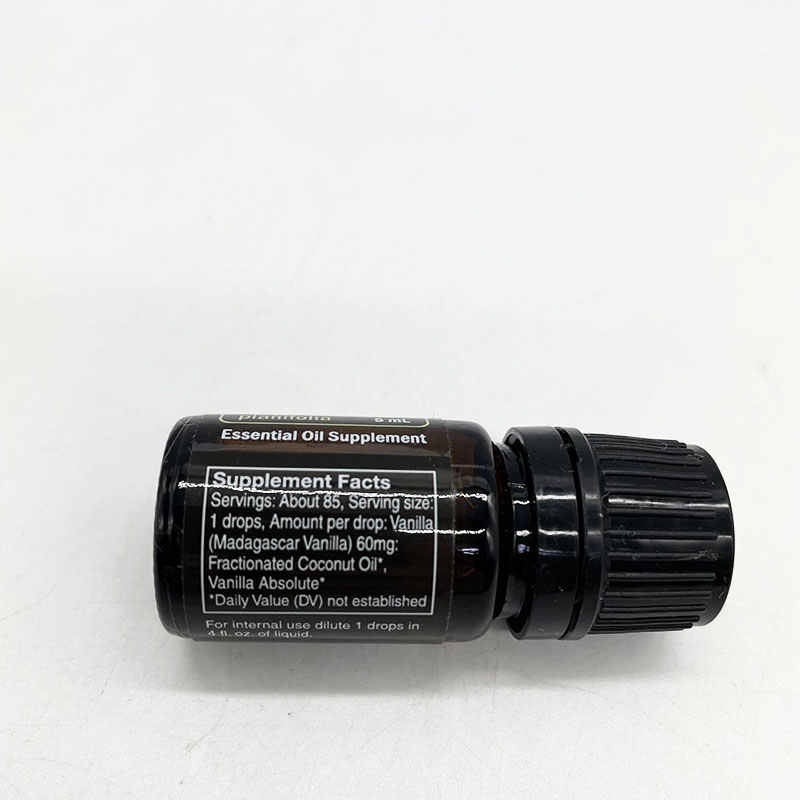 planifolia 5 mL
Essential Oil Supplement
Supplement Facts
Servings: About 85, Serving size:
1 drops, Amount per drop: Vanilla
(Madagascar Vanilla) 60mg:
Fractionated Coconut Oil*,
Vanilla Absolute*
*Daily Value (DV) not established
For internal use dilute 1 drops in
4 fl. oz. of liquid.